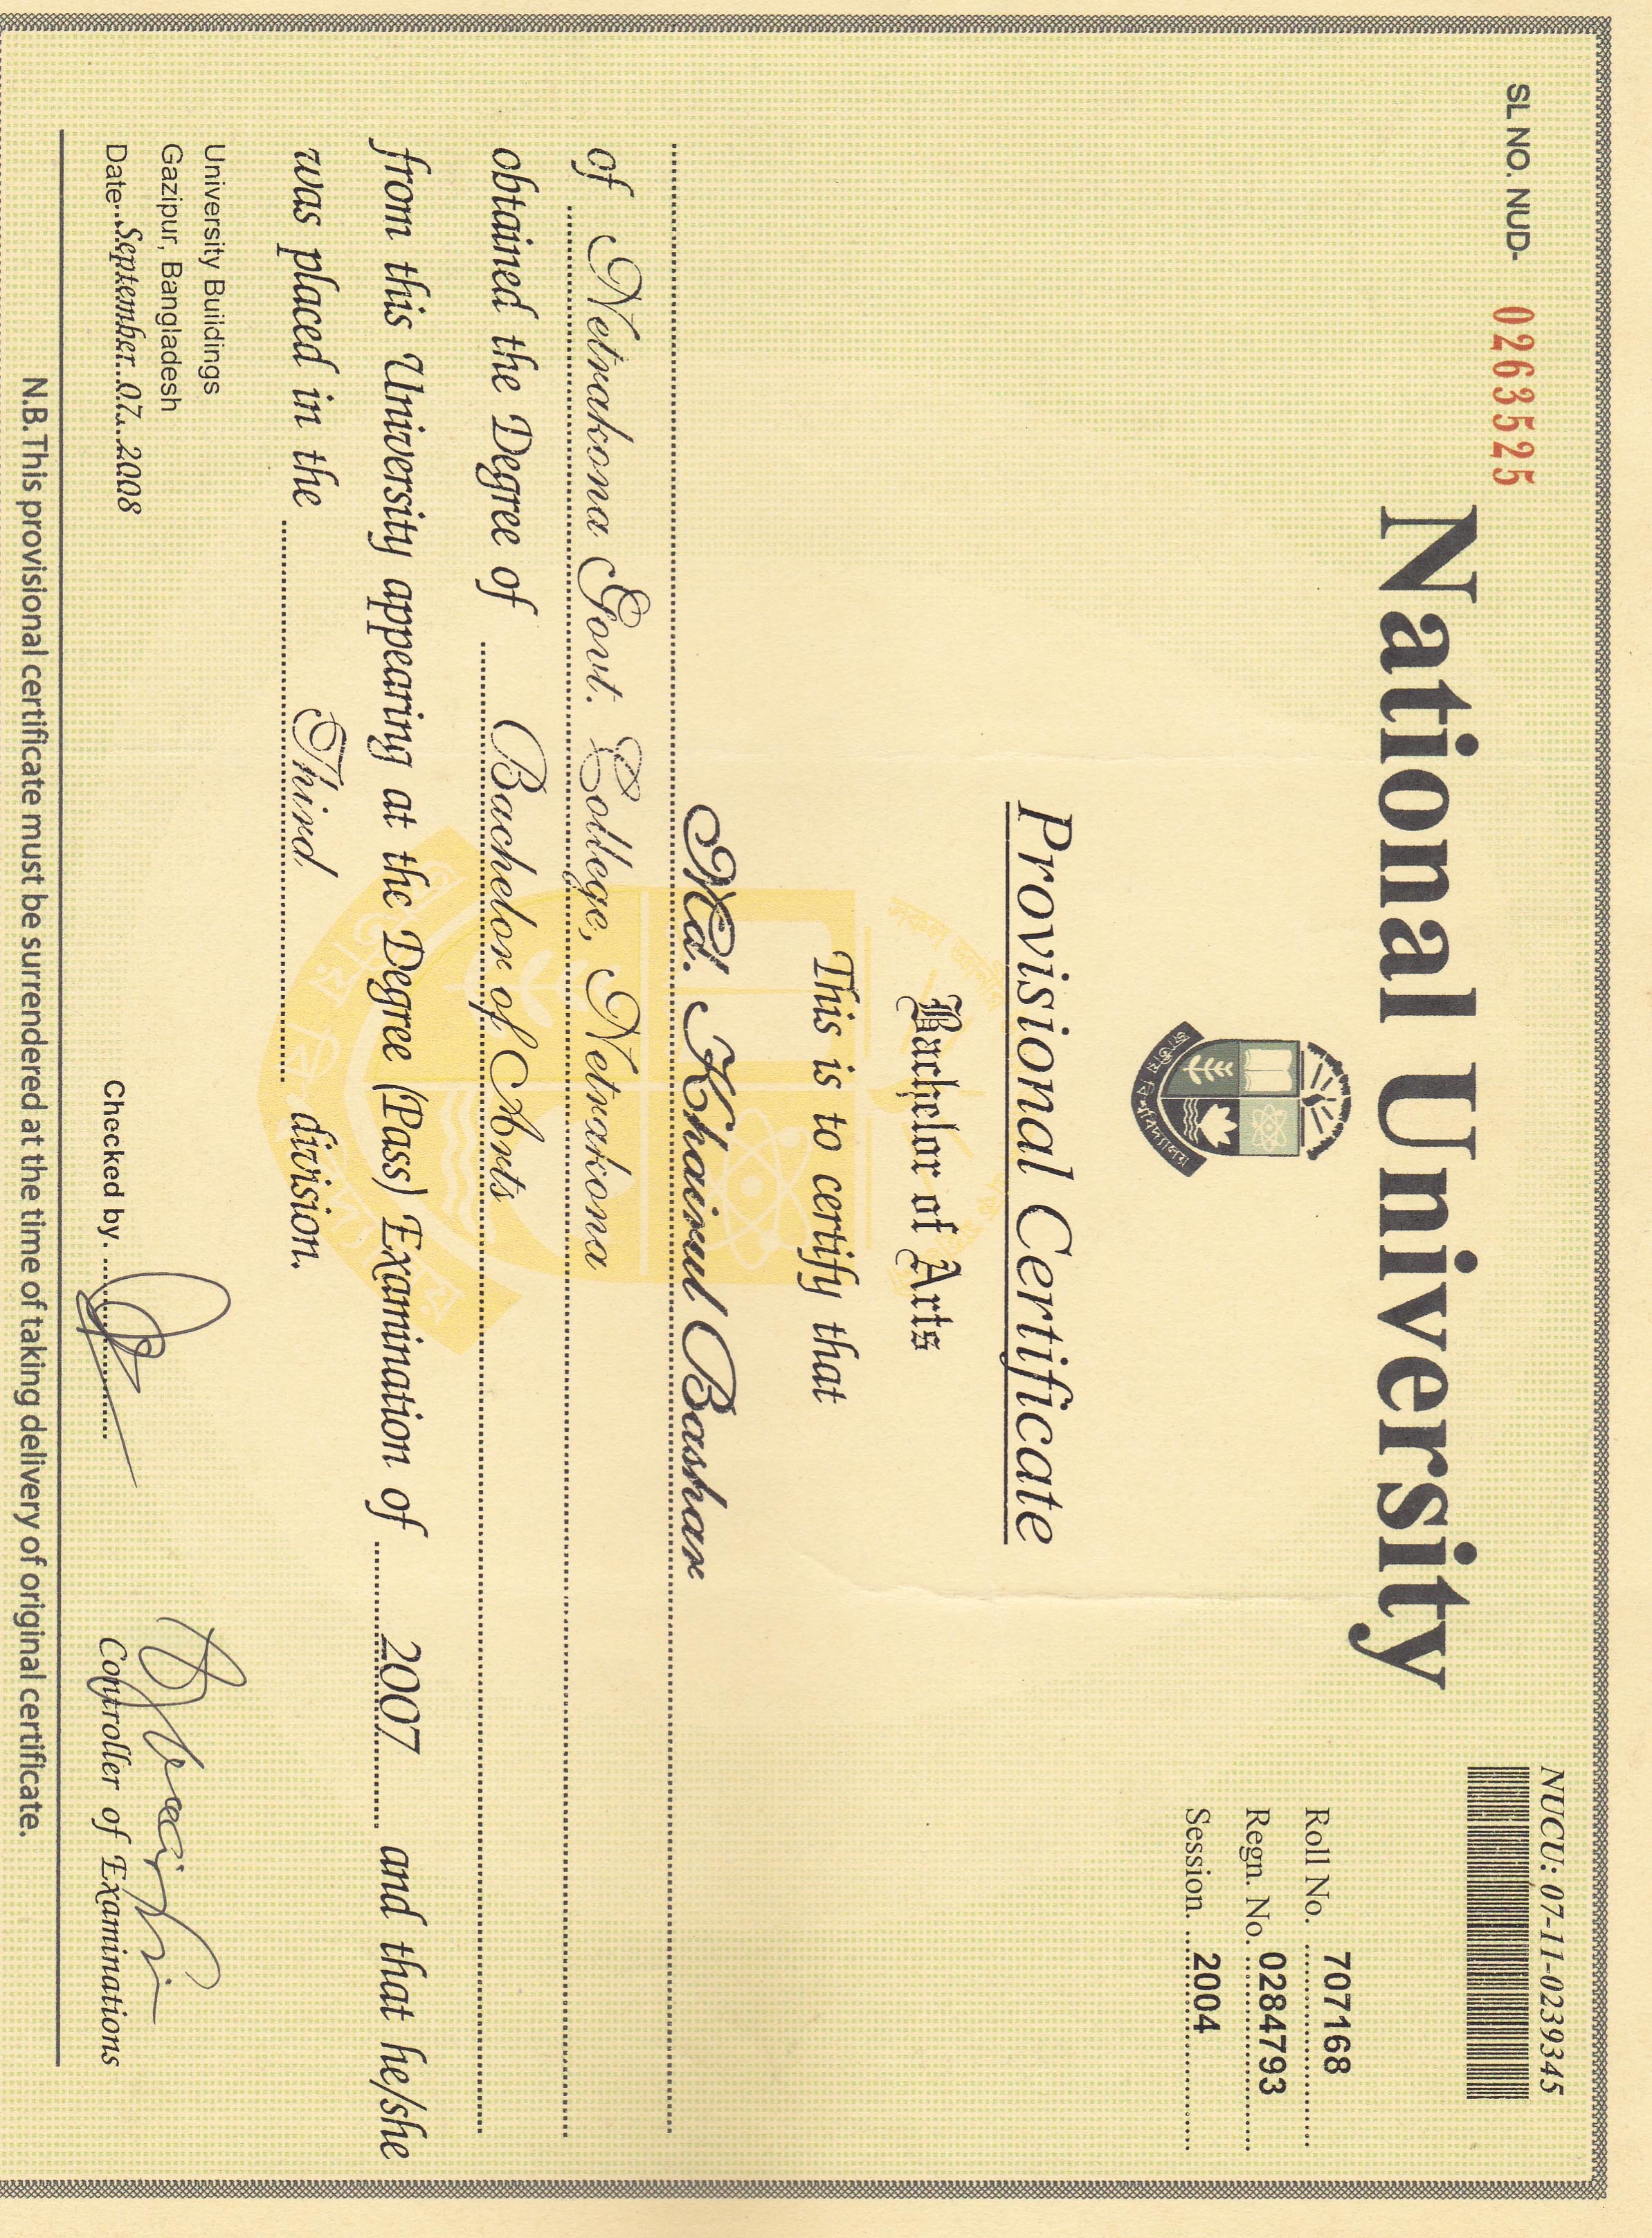 SL NO. NUD- 0263525
NUCU: 07-11-0239345
National University
Roll No. 707168
Regn. No. 0284793
Session. 2004
Provisional Certificate
Bachelor of Arts
This is to certify that
Md. Khairul Bashar
of Netrakona Govt. College, Netrakona
obtained the Degree of Bachelor of Arts
from this University appearing at the Degree (Pass) Examination of 2007 and that he/she
was placed in the Third division.
University Buildings
Gazipur, Bangladesh
Date September 07, 2008
Checked by.
Controller of Examinations
N.B.This provisional certificate must be surrendered at the time of taking delivery of original certificate.